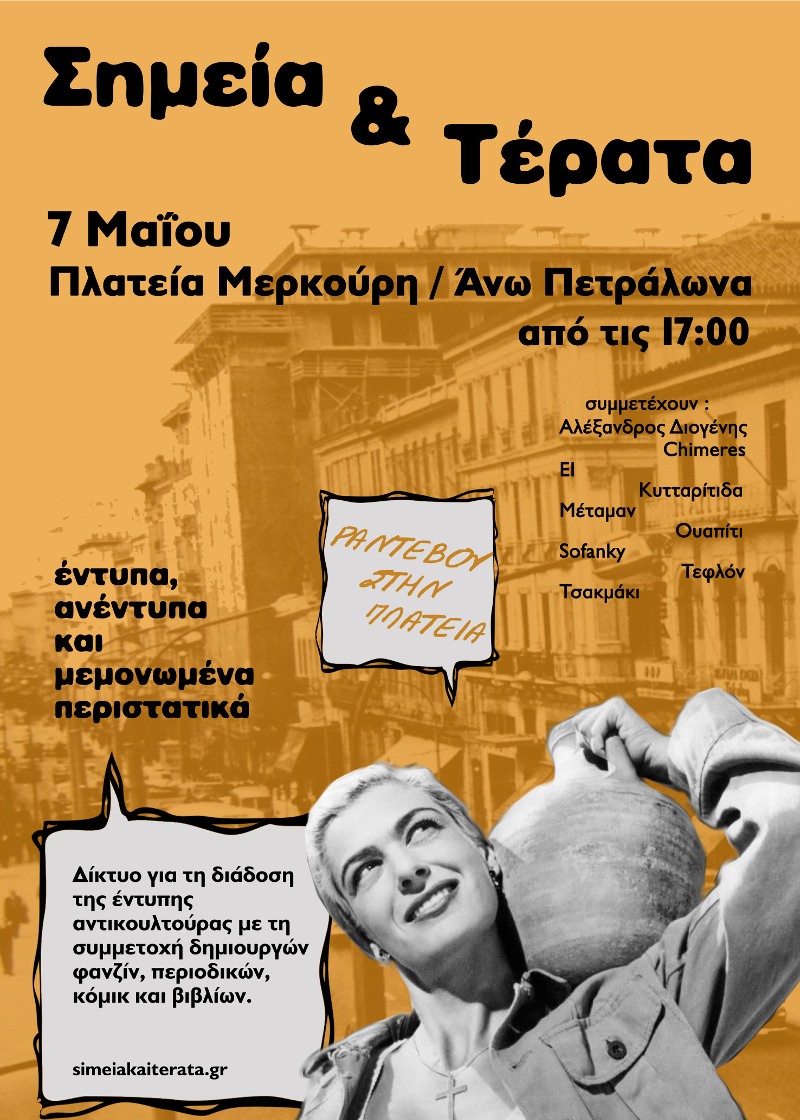 Σημεία
&
Τέρατα
7 Μαΐου
Πλατεία Μερκούρη / Άνω Πετράλωνα
από τις 17:00
συμμετέχουν :
Αλέξανδρος Διογένης
Chimeres
El
Κυτταρίτιδα
Μέταμαν
Ουαπίτι
Sofanky
Τεφλόν
Τσακμάκι
ΡΑΝΤΕΒΟΥ
ΣΤΗΝ
ΠΛΑΤΕΙΑ
έντυπα,
ανέντυπα
και
μεμονωμένα
περιστατικά
Δίκτυο για τη διάδοση
της έντυπης
αντικουλτούρας με τη
συμμετοχή δημιουργών
φανζίν, περιοδικών,
κόμικ και βιβλίων.
simeiakaiterata.gr